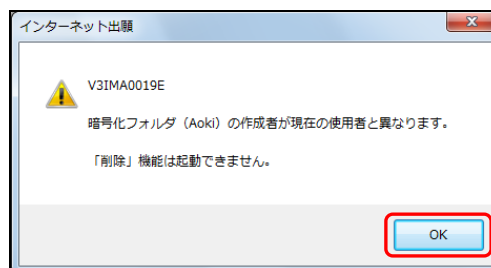 インターネット出願
V3IMA0019E
暗号化フォルダ（Aoki）の作成者が現在の使用者と異なります。
「削除」機能は起動できません。
OK